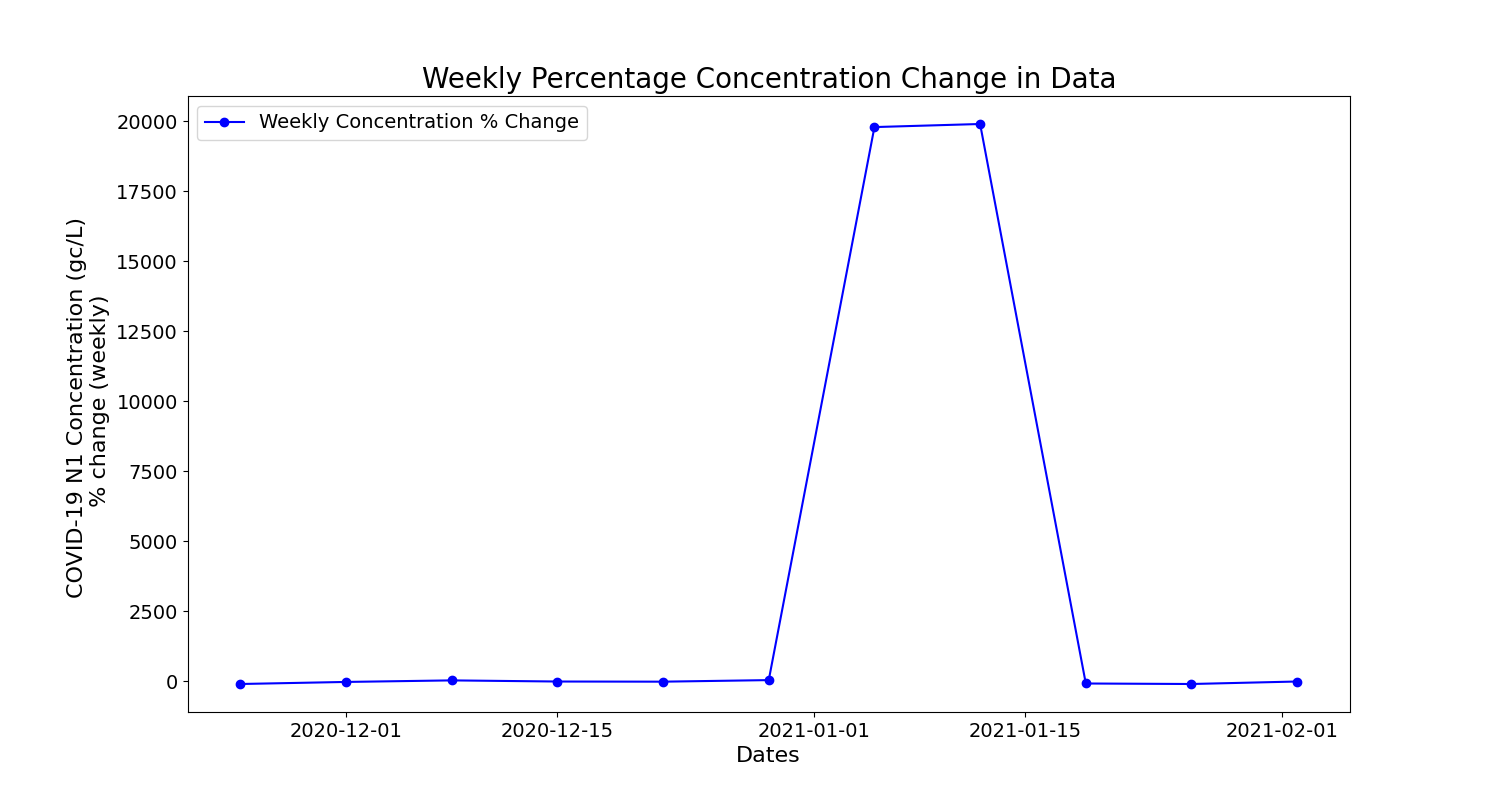 Weekly Percentage Concentration Change in Data
Weekly Concentration % Change
COVID-19 N1 Concentration (gc/L)
% change (weekly)
20000
17500
15000
12500
10000
7500
5000
2500
0
2020-12-01
2020-12-15
2021-01-01
2021-01-15
2021-02-01
Dates